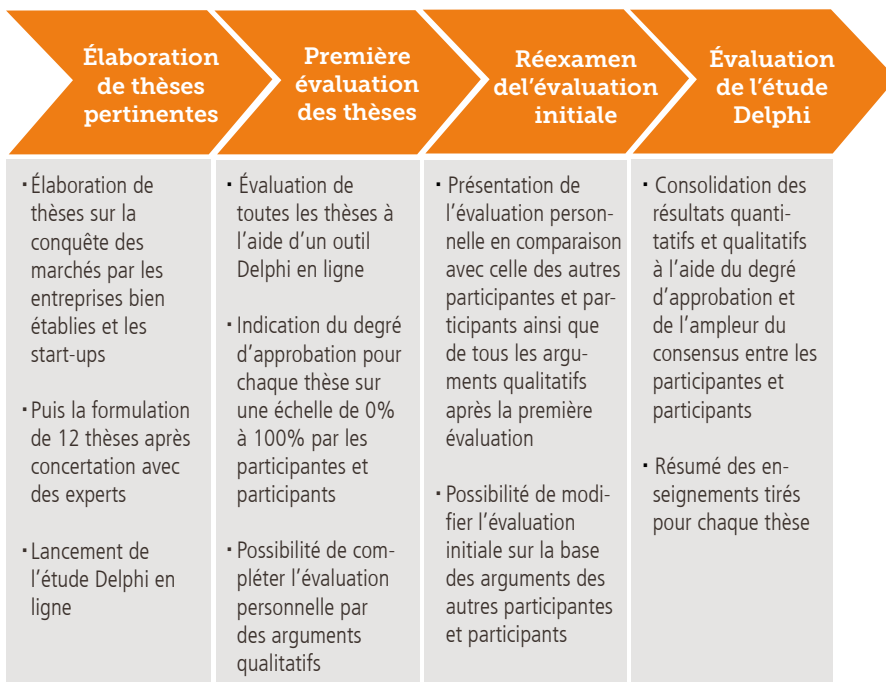 Élaboration
de thèses
pertinentes
Première
évaluation
des thèses
Réexamen
del'évaluation
initiale
Évaluation
de l'étude
Delphi
· Élaboration de
thèses sur la
conquête des
marchés par les
entreprises bien
établies et les
start-ups
· Puis la formulation
de 12 thèses après
concertation avec
des experts
· Lancement de
l'étude Delphi en
ligne
· Évaluation de
toutes les thèses à
l'aide d'un outil
Delphi en ligne
· Indication du degré
d'approbation pour
chaque thèse sur
une échelle de 0%
à 100% par les
participantes et
participants
· Possibilité de com-
pléter l'évaluation
personnelle par
des arguments
qualitatifs
· Présentation de
l'évaluation person-
nelle en comparaison
avec celle des autres
participantes et par-
ticipants ainsi que
de tous les argu-
ments qualitatifs
après la première
évaluation
· Possibilité de modi-
fier l'évaluation
initiale sur la base
des arguments des
autres participantes
et participants
· Consolidation des
résultats quanti-
tatifs et qualitatifs
à l'aide du degré
d'approbation et
de l'ampleur du
consensus entre les
participantes et
participants
· Résumé des en-
seignements tirés
pour chaque thèse